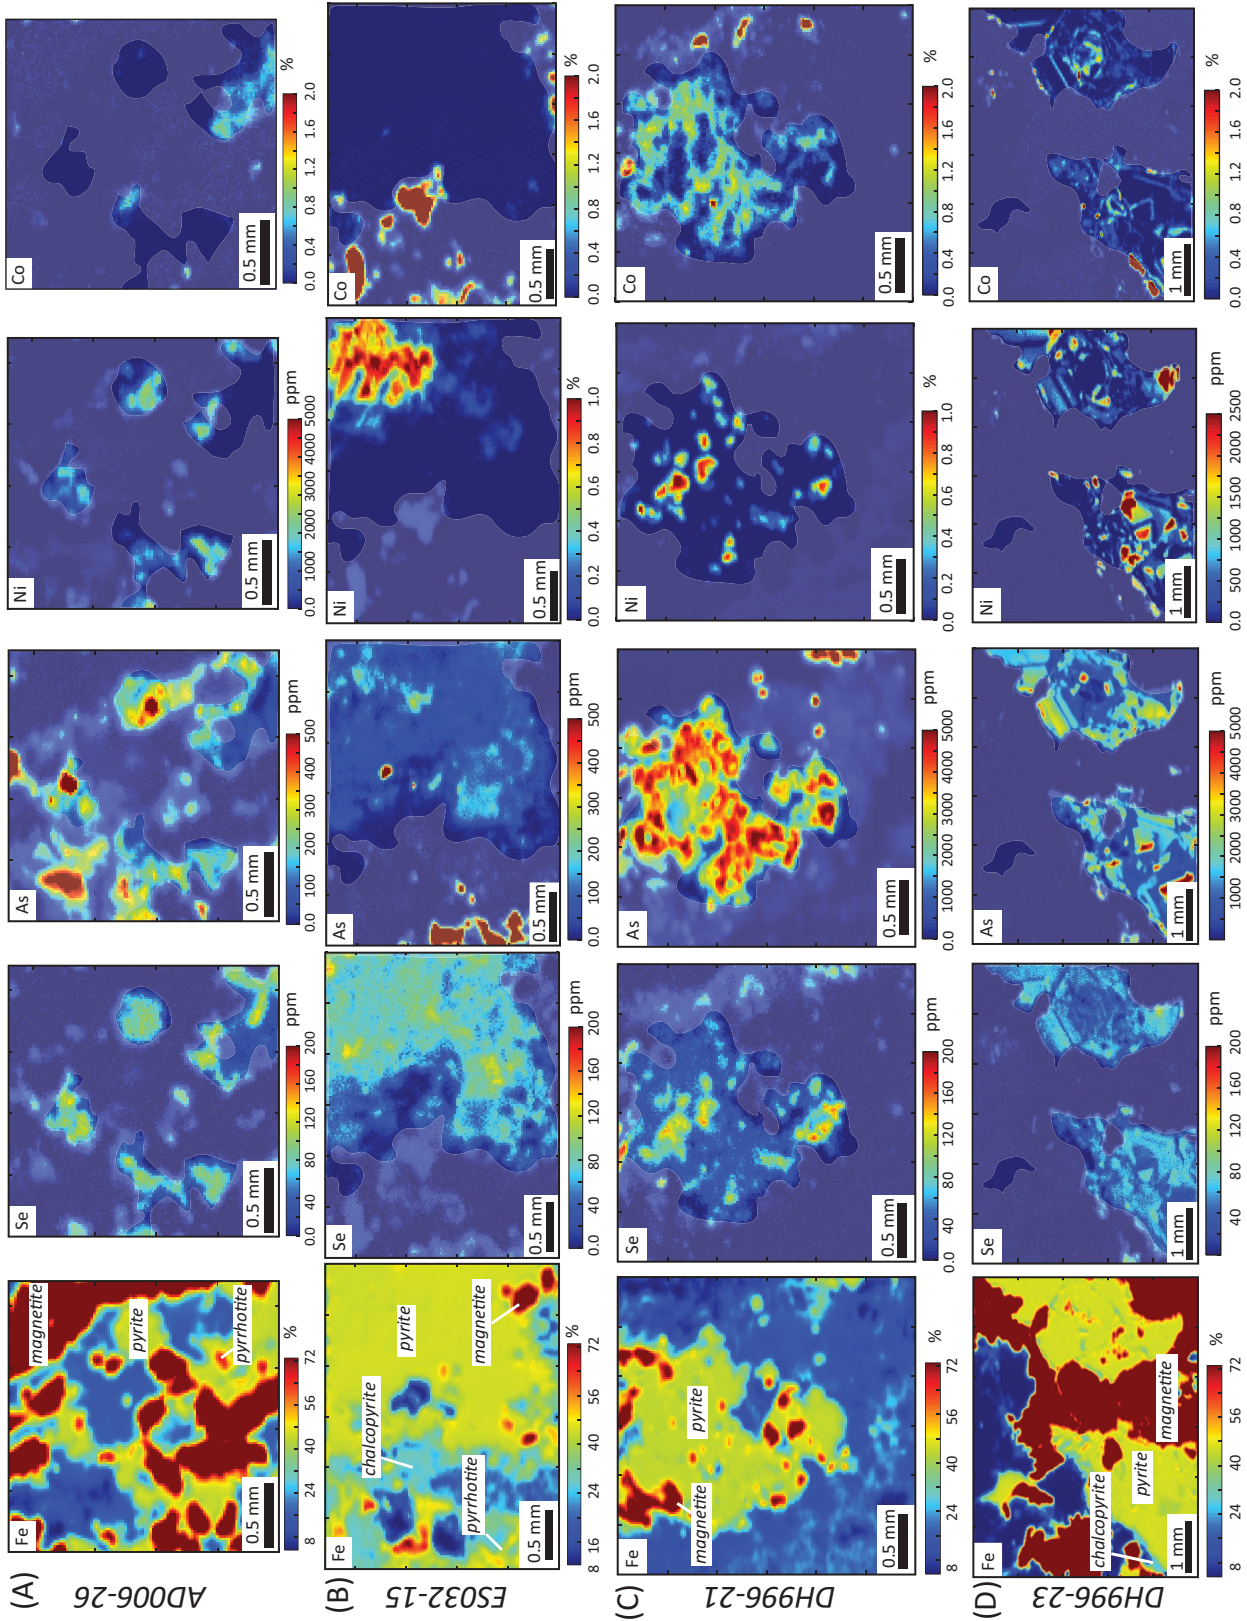 (A)
AD006-26
Fe
magnetite
pyrite
pyrrhotite
0.5 mm
8 24 40 56 72 %
Se
0.5 mm
0.0 40 80 120 160 200 ppm
As
0.5 mm
0.0 100 200 300 400 500 ppm
Ni
0.5 mm
0.0 1000 2000 3000 4000 5000 ppm
Co
0.5 mm
0.0 0.4 0.8 1.2 1.6 2.0 %
(B)
ES032-15
Fe
chalcopyrite
pyrite
pyrrhotite
magnetite
0.5 mm
8 16 24 40 56 72 %
Se
0.5 mm
0.0 40 80 120 160 200 ppm
As
0.5 mm
0.0 100 200 300 400 500 ppm
Ni
0.5 mm
0.0 0.2 0.4 0.6 0.8 1.0 %
Co
0.5 mm
0.0 0.4 0.8 1.2 1.6 2.0 %
(C)
DH996-21
Fe
magnetite
pyrite
0.5 mm
8 24 40 56 72 %
Se
0.5 mm
0.0 40 80 120 160 200 ppm
As
0.5 mm
0.0 1000 2000 3000 4000 5000 ppm
Ni
0.5 mm
0.0 0.2 0.4 0.6 0.8 1.0 %
Co
0.5 mm
0.0 0.4 0.8 1.2 1.6 2.0 %
(D)
DH996-23
chalcopyrite
pyrite
magnetite
1 mm
8 24 40 56 72 %
Se
1 mm
40 80 120 160 200 ppm
As
1 mm
1000 2000 3000 4000 5000 ppm
Ni
1 mm
0.0 500 1000 1500 2000 2500 ppm
Co
1 mm
0.0 0.4 0.8 1.2 1.6 2.0 %